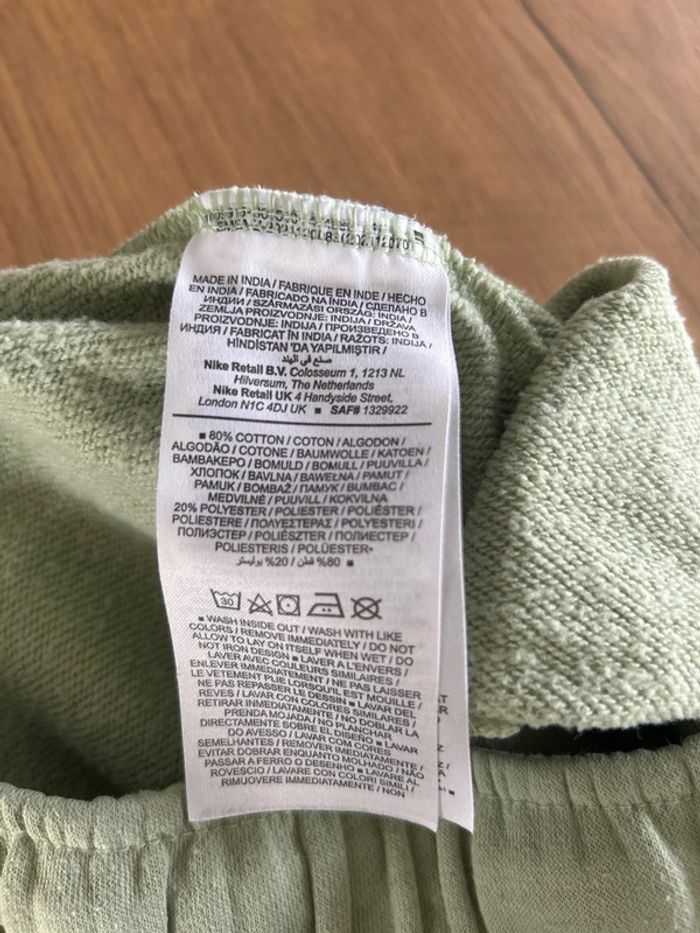 MADE IN INDIA / FABRIQUE EN INDE / HECHO
EN INDIA / FABRICADO NA ÍNDIA / СДЕЛАНО В
ИНДИИ / SZÁRMAZÁSI ORSZÁG: INDIA /
ZEMLJA PROIZVODNJE: INDIJA / DRŽAVA
PROIZVODNJE: INDIJA / ПРОИЗВЕДЕНО В
ИНДИЯ / FABRICAT ÎN INDIA / RAŽOTS: INDIJA /
HİNDİSTAN 'DA YAPILMIŞTIR /
صنع في الهند
Nike Retail B.V. Colosseum 1, 1213 NL
Hilversum, The Netherlands
Nike Retail UK 4 Handyside Street,
London N1C 4DJ UK ■ SAF# 1329922
■ 80% COTTON / COTON / ALGODON /
ALGODÃO / COTONE / BAUMWOLLE / KATOEN /
ΒΑΜΒΑΚΕΡΟ / BOMULD / BOMULL / PUUVILLA /
ХЛОПОК / BAVLNA / BAWEŁNA / PAMUT /
PAMUK / BOMBAŽ / ПАМУК / BUMBAC /
MEDVILNĖ / PUUVILL / KOKVILNA
20% POLYESTER / POLIESTER / POLIÉSTER /
POLIESTERE / ΠΟΛΥΕΣΤΕΡΑΣ / POLYESTERI /
ПОЛИЭСТЕР / POLIÉSZTER / ПОЛИЕСТЕР /
POLIESTERIS / POLÜESTER
80% قطن / 20% بوليستر ■
30
■ WASH INSIDE OUT / WASH WITH LIKE
COLORS / REMOVE IMMEDIATELY / DO NOT
ALLOW TO LAY ON ITSELF WHEN WET / DO
NOT IRON DESIGN ■ LAVER A L'ENVERS /
LAVER AVEC COULEURS SIMILAIRES /
ENLEVER IMMEDIATEMENT / NE PAS LAISSER
LE VETEMENT PLIE LORSQU'IL EST MOUILLE /
NE PAS REPASSER LE DESSIN ■ LAVAR DEL
REVES / LAVAR CON COLORES SIMILARES /
RETIRAR INMEDIATAMENTE / NO DOBLAR LA
PRENDA MOJADA / NO PLANCHAR
DIRECTAMENTE SOBRE EL DISEÑO ■ LAVAR
DO AVESSO / LAVAR COM CORES
SEMELHANTES / REMOVER IMEDIATAMENTE /
EVITAR DOBRAR ENQUANTO MOLHADO / NÃO
PASSAR A FERRO O DESENHO ■ LAVARE AL
ROVESCIO / LAVARE CON COLORI SIMILI /
RIMUOVERE IMMEDIATAMENTE / NON